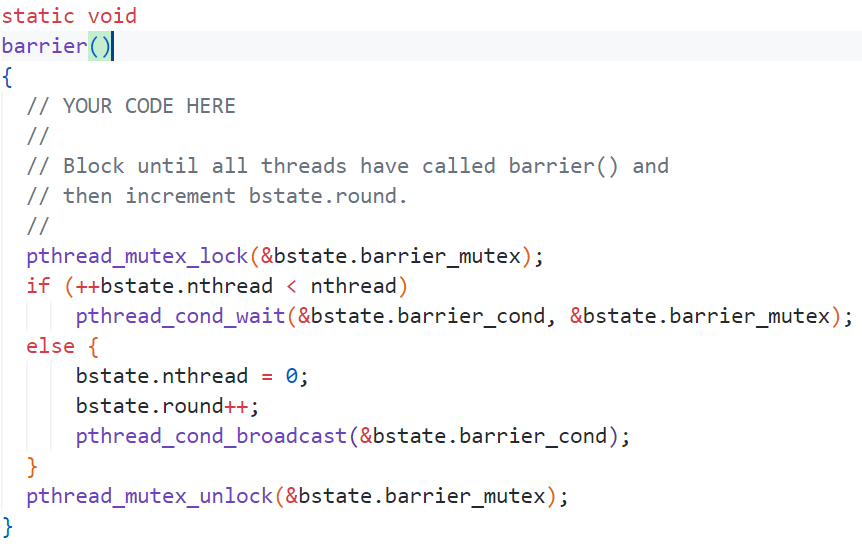 static void
barrier()
{
  // YOUR CODE HERE
  //
  // Block until all threads have called barrier() and
  // then increment bstate.round.
  //
  pthread_mutex_lock(&bstate.barrier_mutex);
  if (++bstate.nthread < nthread)
      pthread_cond_wait(&bstate.barrier_cond, &bstate.barrier_mutex);
  else {
      bstate.nthread = 0;
      bstate.round++;
      pthread_cond_broadcast(&bstate.barrier_cond);
  }
  pthread_mutex_unlock(&bstate.barrier_mutex);
}